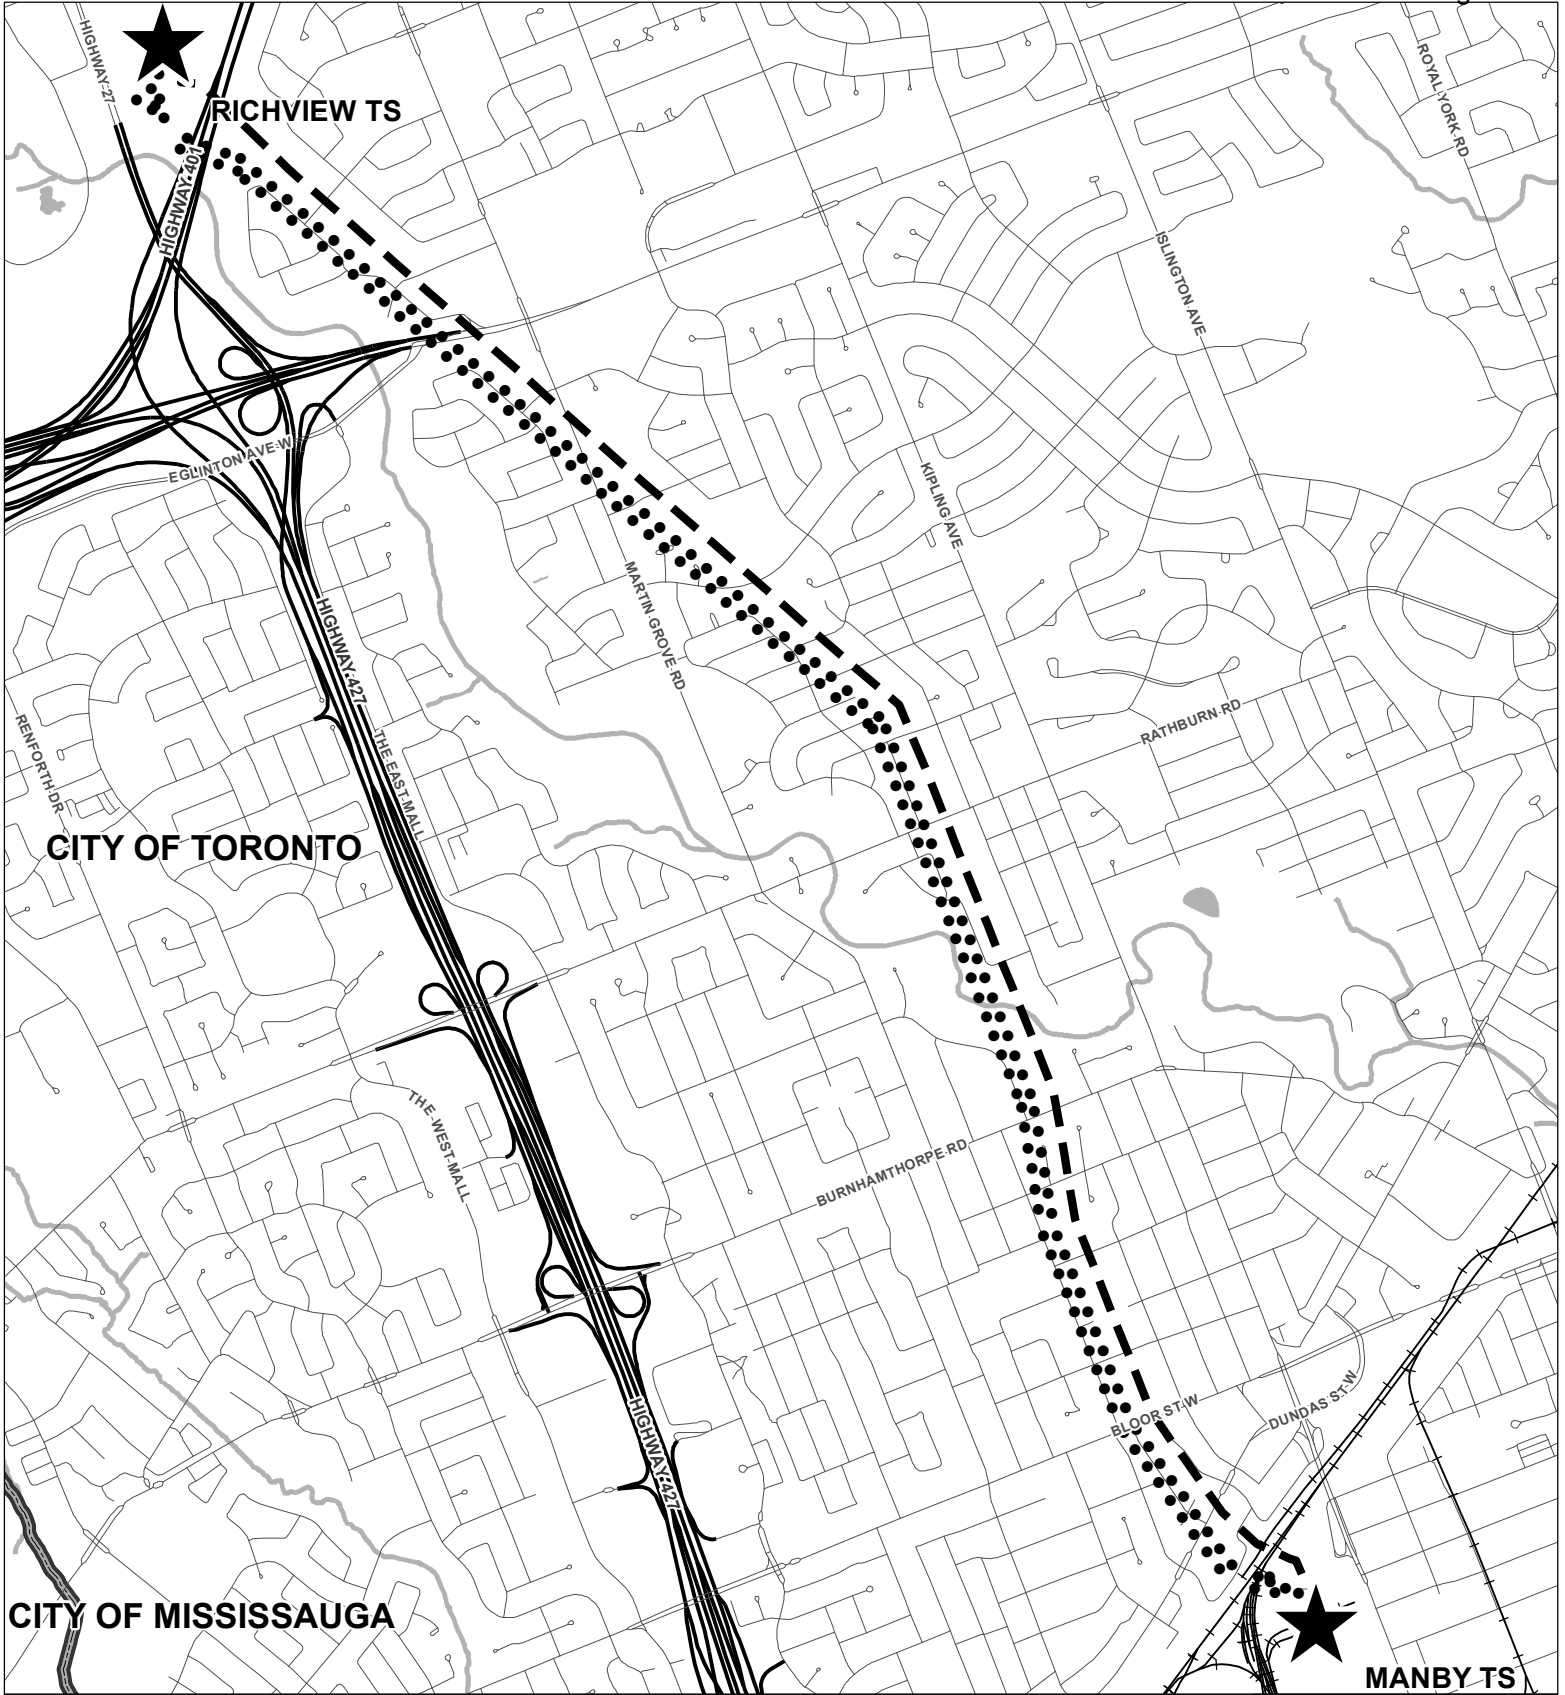 HIGHWAY 27
ROYAL YORK RD
RICHVIEW TS
HIGHWAY 401
ISLINGTON AVE
EGLINTON AVE W
KIPLING AVE
MARTIN GROVE RD
HIGHWAY 427
RATHBURN RD
RENFORTH DR
THE EAST MALL
CITY OF TORONTO
THE WEST MALL
BURNHAMTHORPE RD
BLOOR ST W
DUNDAS ST W
HIGHWAY 427
CITY OF MISSISSAUGA
MANBY TS